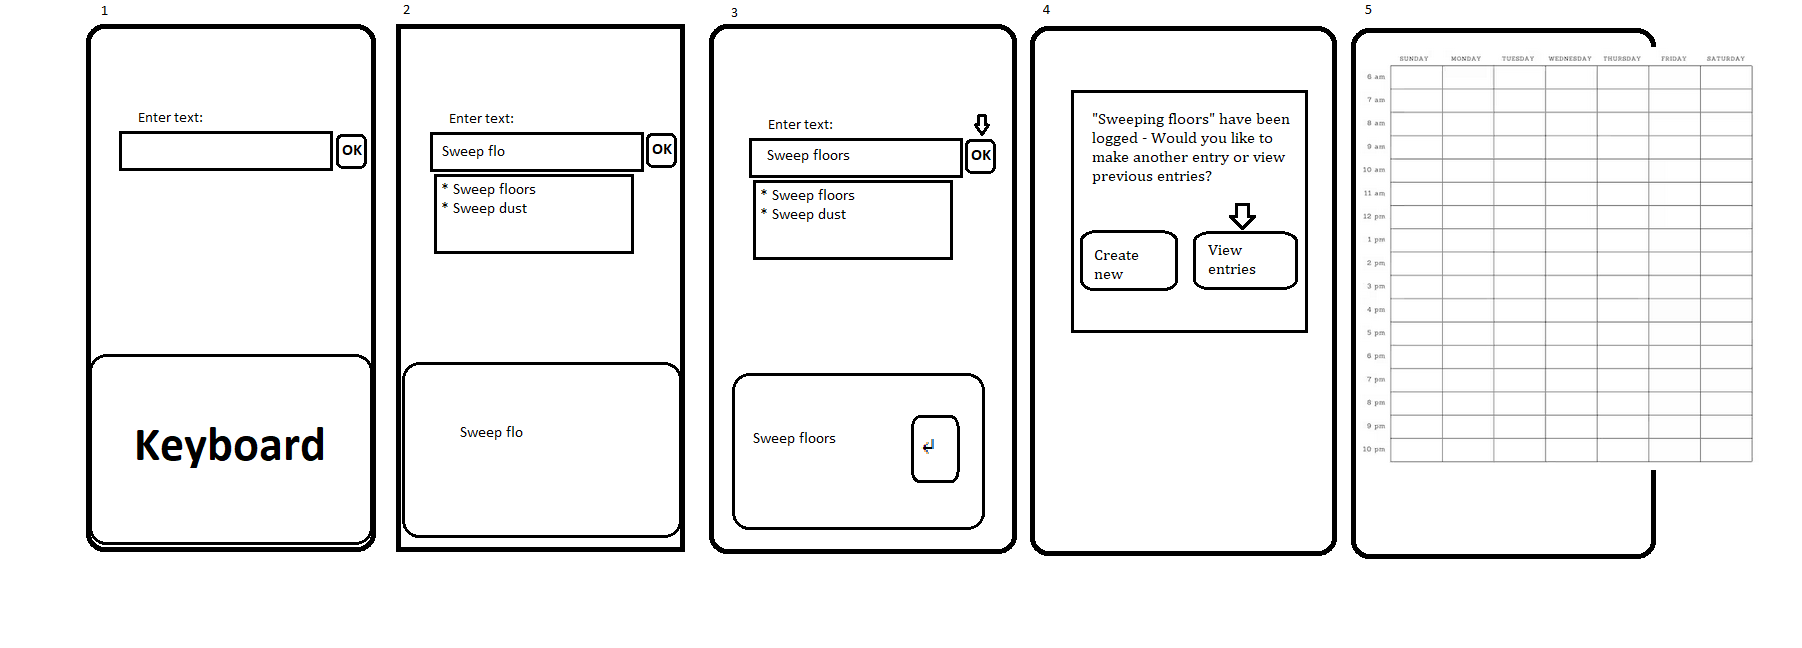 1
Enter text:
OK
Keyboard
2
Enter text:
Sweep flo
OK
* Sweep floors
* Sweep dust
Sweep flo
3
Enter text:
Sweep floors
OK
* Sweep floors
* Sweep dust
Sweep floors
4
"Sweeping floors" have been
logged - Would you like to
make another entry or view
previous entries?
Create
new
View
entries
5
SUNDAY MONDAY TUESDAY WEDNESDAY THURSDAY FRIDAY SATURDAY
6 am
7 am
8 am
9 am
10 am
11 am
12 pm
1 pm
2 pm
3 pm
4 pm
5 pm
6 pm
7 pm
8 pm
9 pm
10 pm